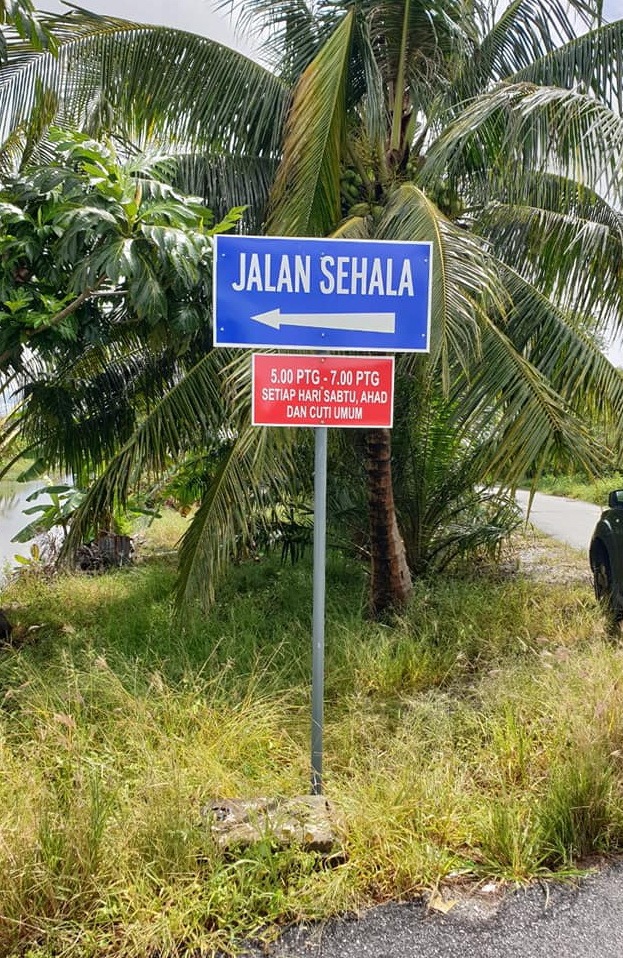 JALAN SEHALA
5.00 PTG - 7.00 PTG
SETIAP HARI SABTU, AHAD
DAN CUTI UMUM